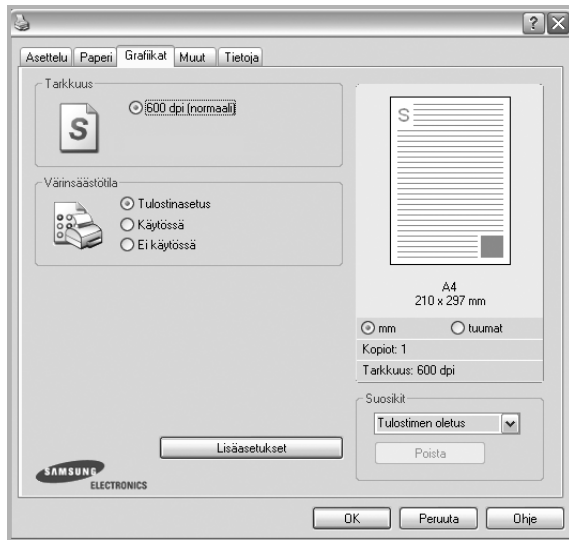 Asettelu Paperi Grafiikat Muut Tietoja
Tarkkuus
S
600 dpi (normaali)
Värinsäästötila
Tulostinasetus
Käytössä
Ei käytössä
S
A4
210 x 297 mm
mm tuumat
Kopiot: 1
Tarkkuus: 600 dpi
Suosikit
Tulostimen oletus
Poista
Lisäasetukset
SAMSUNG
ELECTRONICS
OK Peruuta Ohje